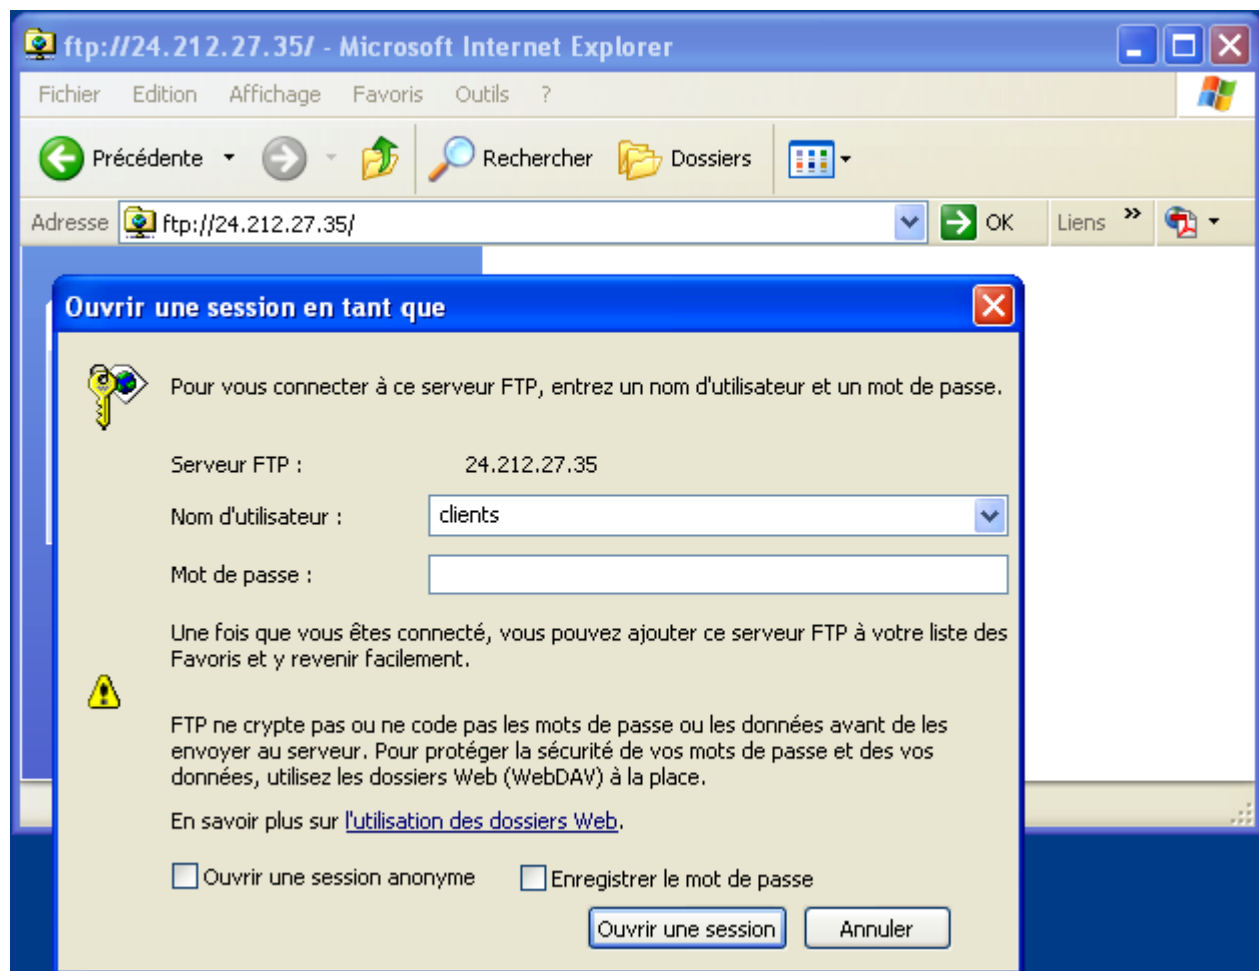 ftp://24.212.27.35/ - Microsoft Internet Explorer
Fichier Edition Affichage Favoris Outils ?
Précédente Rechercher Dossiers
Adresse ftp://24.212.27.35/ OK Liens »
Ouvrir une session en tant que
Pour vous connecter à ce serveur FTP, entrez un nom d'utilisateur et un mot de passe.
Serveur FTP : 24.212.27.35
Nom d'utilisateur : clients
Mot de passe :
Une fois que vous êtes connecté, vous pouvez ajouter ce serveur FTP à votre liste des
Favoris et y revenir facilement.
FTP ne crypte pas ou ne code pas les mots de passe ou les données avant de les
envoyer au serveur. Pour protéger la sécurité de vos mots de passe et des vos
données, utilisez les dossiers Web (WebDAV) à la place.
En savoir plus sur l'utilisation des dossiers Web.
Ouvrir une session anonyme Enregistrer le mot de passe
Ouvrir une session Annuler